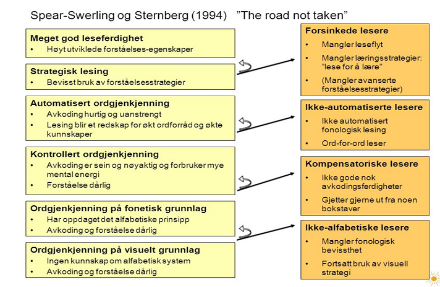 Spear-Swerling og Sternberg (1994)   ”The road not taken”
Meget god leseferdighet
• Høyt utviklede forståelses-egenskaper
Strategisk lesing
• Bevisst bruk av forståelsesstrategier
Automatisert ordgjenkjenning
• Avkoding hurtig og uanstrengt
• Lesing blir et redskap for økt ordforråd og økte
kunnskaper
Kontrollert ordgjenkjenning
• Avkoding er sein og nøyaktig og forbruker mye
mental energi
• Forståelse dårlig
Ordgjenkjenning på fonetisk grunnlag
• Har oppdaget det alfabetiske prinsipp
• Avkoding og forståelse dårlig
Ordgjenkjenning på visuelt grunnlag
• Ingen kunnskap om alfabetisk system
• Avkoding og forståelse dårlig
Forsinkede lesere
• Mangler leseflyt
• Mangler læringsstrategier:
”lese for å lære”
• (Mangler avanserte
forståelsesstrategier)
Ikke-automatiserte lesere
• Ikke automatisert
fonologisk lesing
• Ord-for-ord leser
Kompensatoriske lesere
• Ikke gode nok
avkodingsferdigheter
• Gjetter gjerne ut fra noen
bokstaver
Ikke-alfabetiske lesere
• Mangler fonologisk
bevissthet
• Fortsatt bruk av visuell
strategi